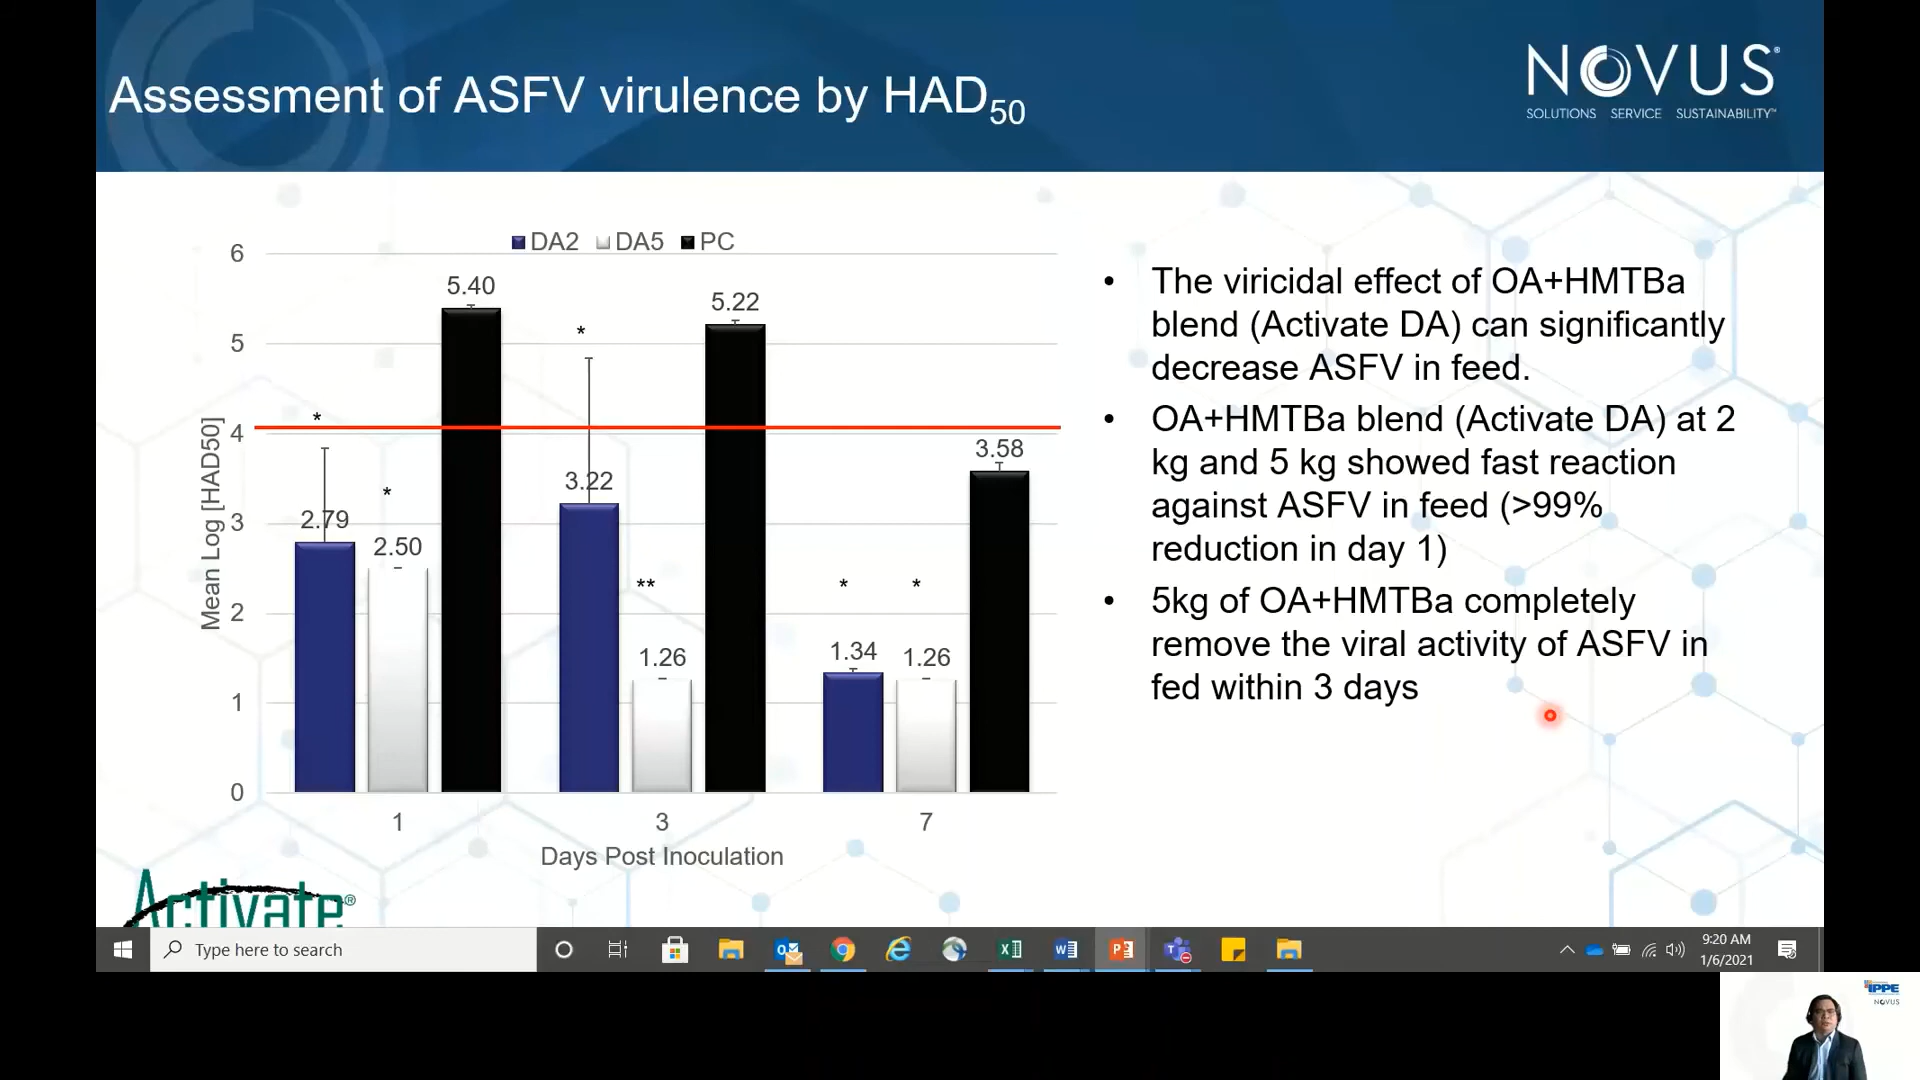 Assessment of ASFV virulence by HAD50
NOVUS®
SOLUTIONS SERVICE SUSTAINABILITY™
DA2 DA5 PC
6
5
4
3
2
1
0
Mean Log [HAD50]
*
2.79
*
2.50
5.40
*
3.22
**
1.26
5.22
*
1.34
*
1.26
3.58
1 3 7
Days Post Inoculation
• The viricidal effect of OA+HMTBa
blend (Activate DA) can significantly
decrease ASFV in feed.
• OA+HMTBa blend (Activate DA) at 2
kg and 5 kg showed fast reaction
against ASFV in feed (>99%
reduction in day 1)
• 5kg of OA+HMTBa completely
remove the viral activity of ASFV in
fed within 3 days
Activate®
Type here to search
9:20 AM
1/6/2021
IPPE
NOVUS